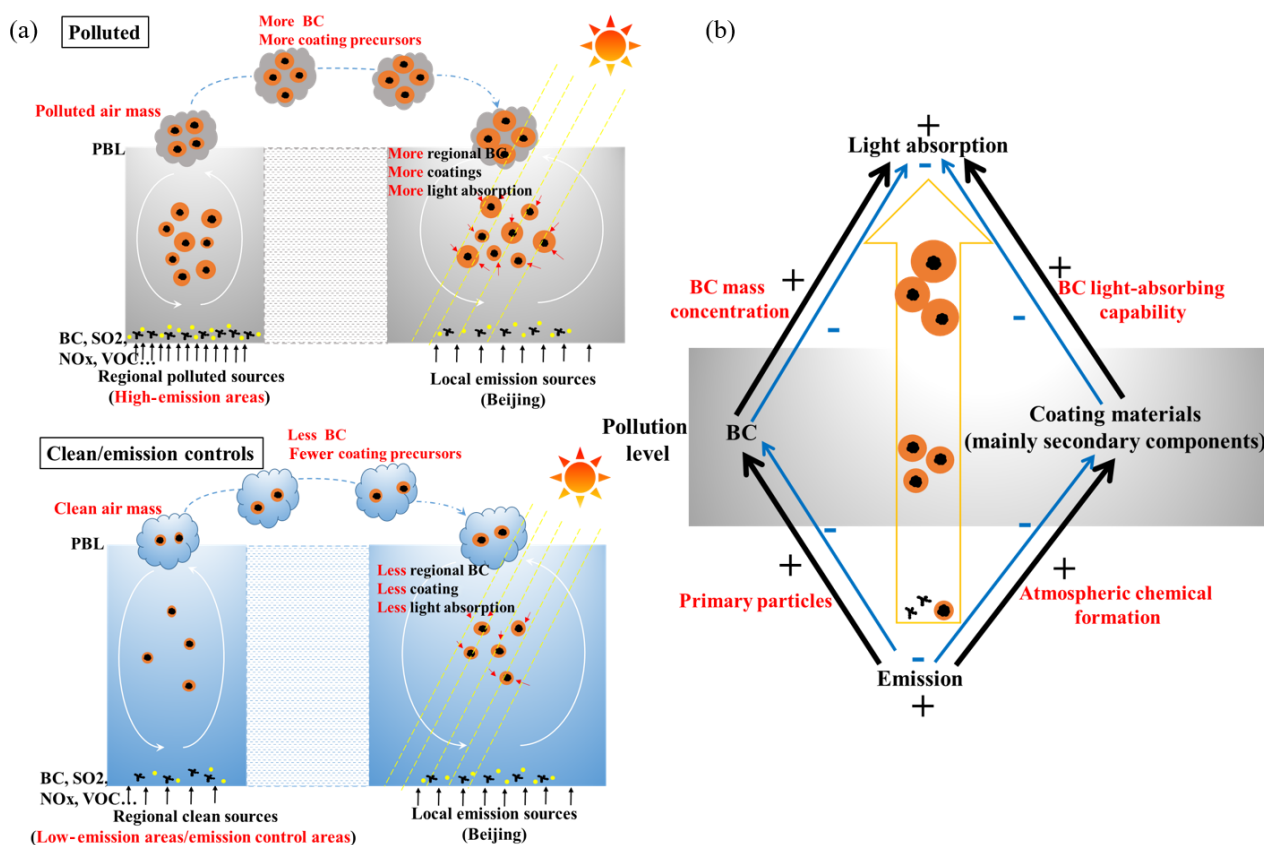 (a)
Polluted
More BC
More coating precursors
Polluted air mass
PBL
More regional BC
More coatings
More light absorption
BC, SO2,
NOx, VOC…
Regional polluted sources
(High-emission areas)
Local emission sources
(Beijing)
Clean/emission controls
Less BC
Fewer coating precursors
Clean air mass
PBL
Less regional BC
Less coating
Less light absorption
BC, SO2,
NOx, VOC…
Regional clean sources
(Low-emission areas/emission control areas)
Local emission sources
(Beijing)
(b)
+
Light absorption
-
+
+
BC mass
concentration
BC light-absorbing
capability
-
-
Pollution
level
BC
Coating materials
(mainly secondary components)
-
-
+
+
Primary particles
Atmospheric chemical
formation
-
Emission
+